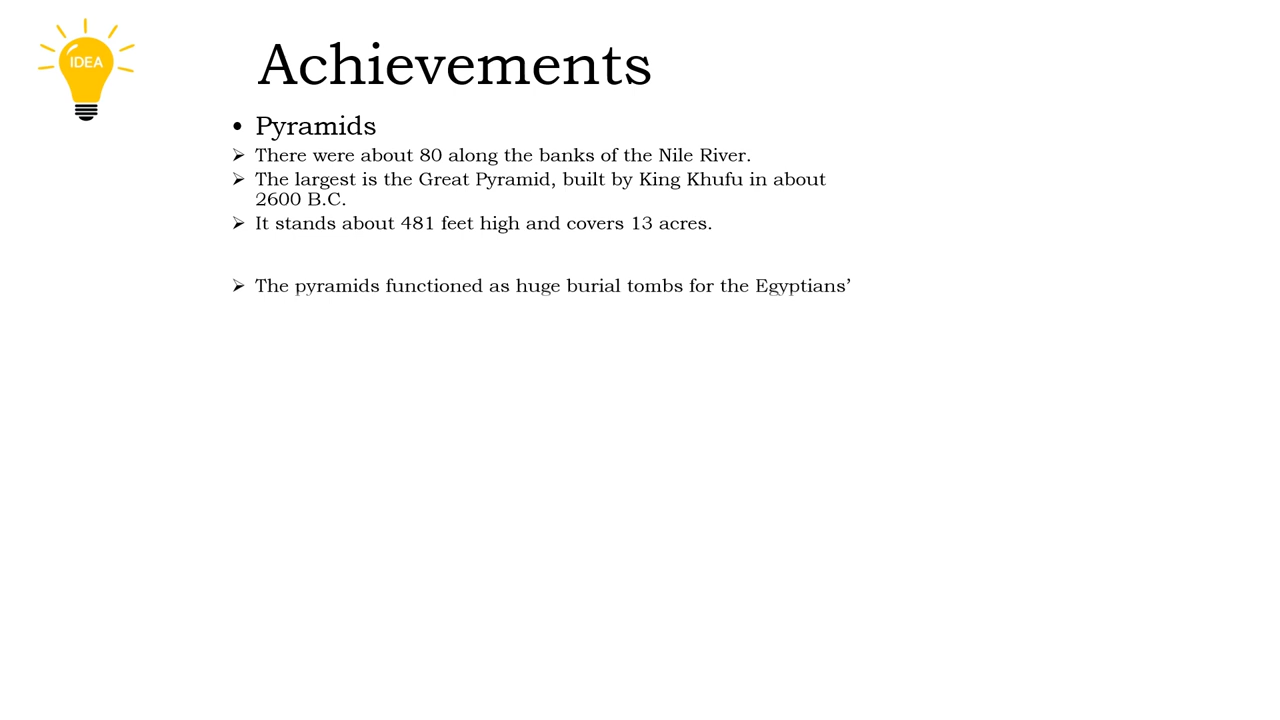 IDEA
Achievements
• Pyramids
➢ There were about 80 along the banks of the Nile River.
➢ The largest is the Great Pyramid, built by King Khufu in about
2600 B.C.
➢ It stands about 481 feet high and covers 13 acres.
➢ The pyramids functioned as huge burial tombs for the Egyptians’